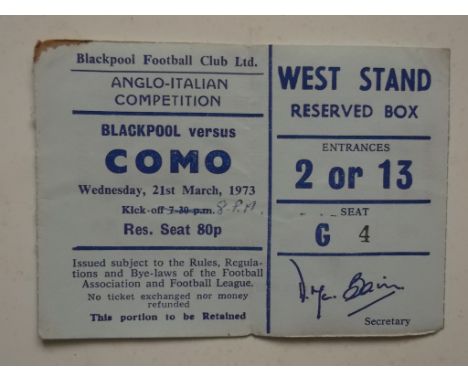 Blackpool Football Club Ltd.
ANGLO-ITALIAN
COMPETITION
BLACKPOOL versus
COMO
Wednesday, 21st March, 1973
Kick-off 7-30 p.m. 8-P.M.
Res. Seat 80p
Issued subject to the Rules, Regula-
tions and Bye-laws of the Football
Association and Football League.
No ticket exchanged nor money
refunded
This portion to be Retained
WEST STAND
RESERVED BOX
ENTRANCES
2 or 13
SEAT
G 4
Secretary